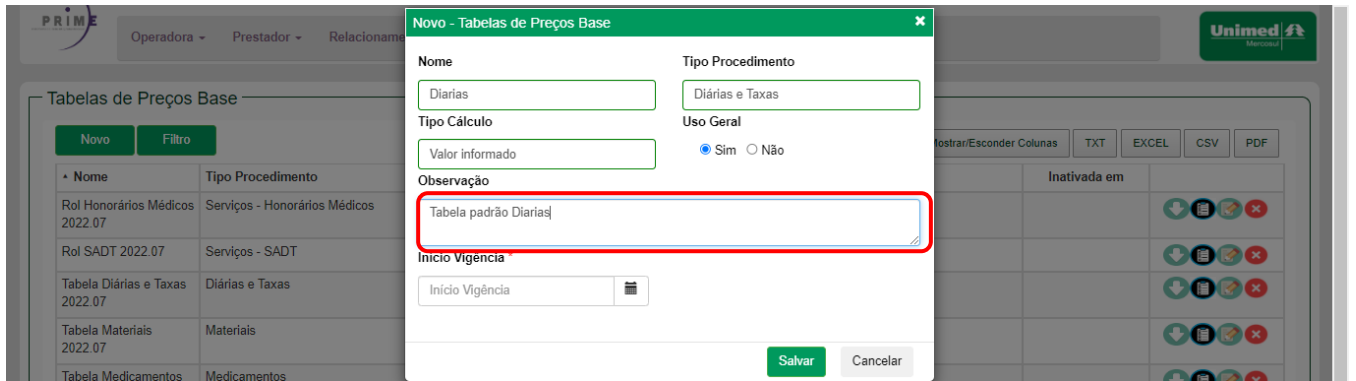 PRIME
Operadora
Prestador
Relacioname
Unimed
Mercosul
Novo - Tabelas de Preços Base
Nome
Tipo Procedimento
Diarias
Diárias e Taxas
Tipo Cálculo
Uso Geral
Valor informado
Sim Não
Observação
Tabela padrão Diarias
Início Vigência *
Início Vigência
Salvar Cancelar
Tabelas de Preços Base
Novo Filtro
Mostrar/Esconder Colunas TXT EXCEL CSV PDF
Nome Tipo Procedimento Inativada em
Rol Honorários Médicos Serviços - Honorários Médicos
2022.07
Rol SADT 2022.07 Serviços - SADT
Tabela Diárias e Taxas Diárias e Taxas
2022.07
Tabela Materiais Materiais
2022.07
Tabela Medicamentos Medicamentos